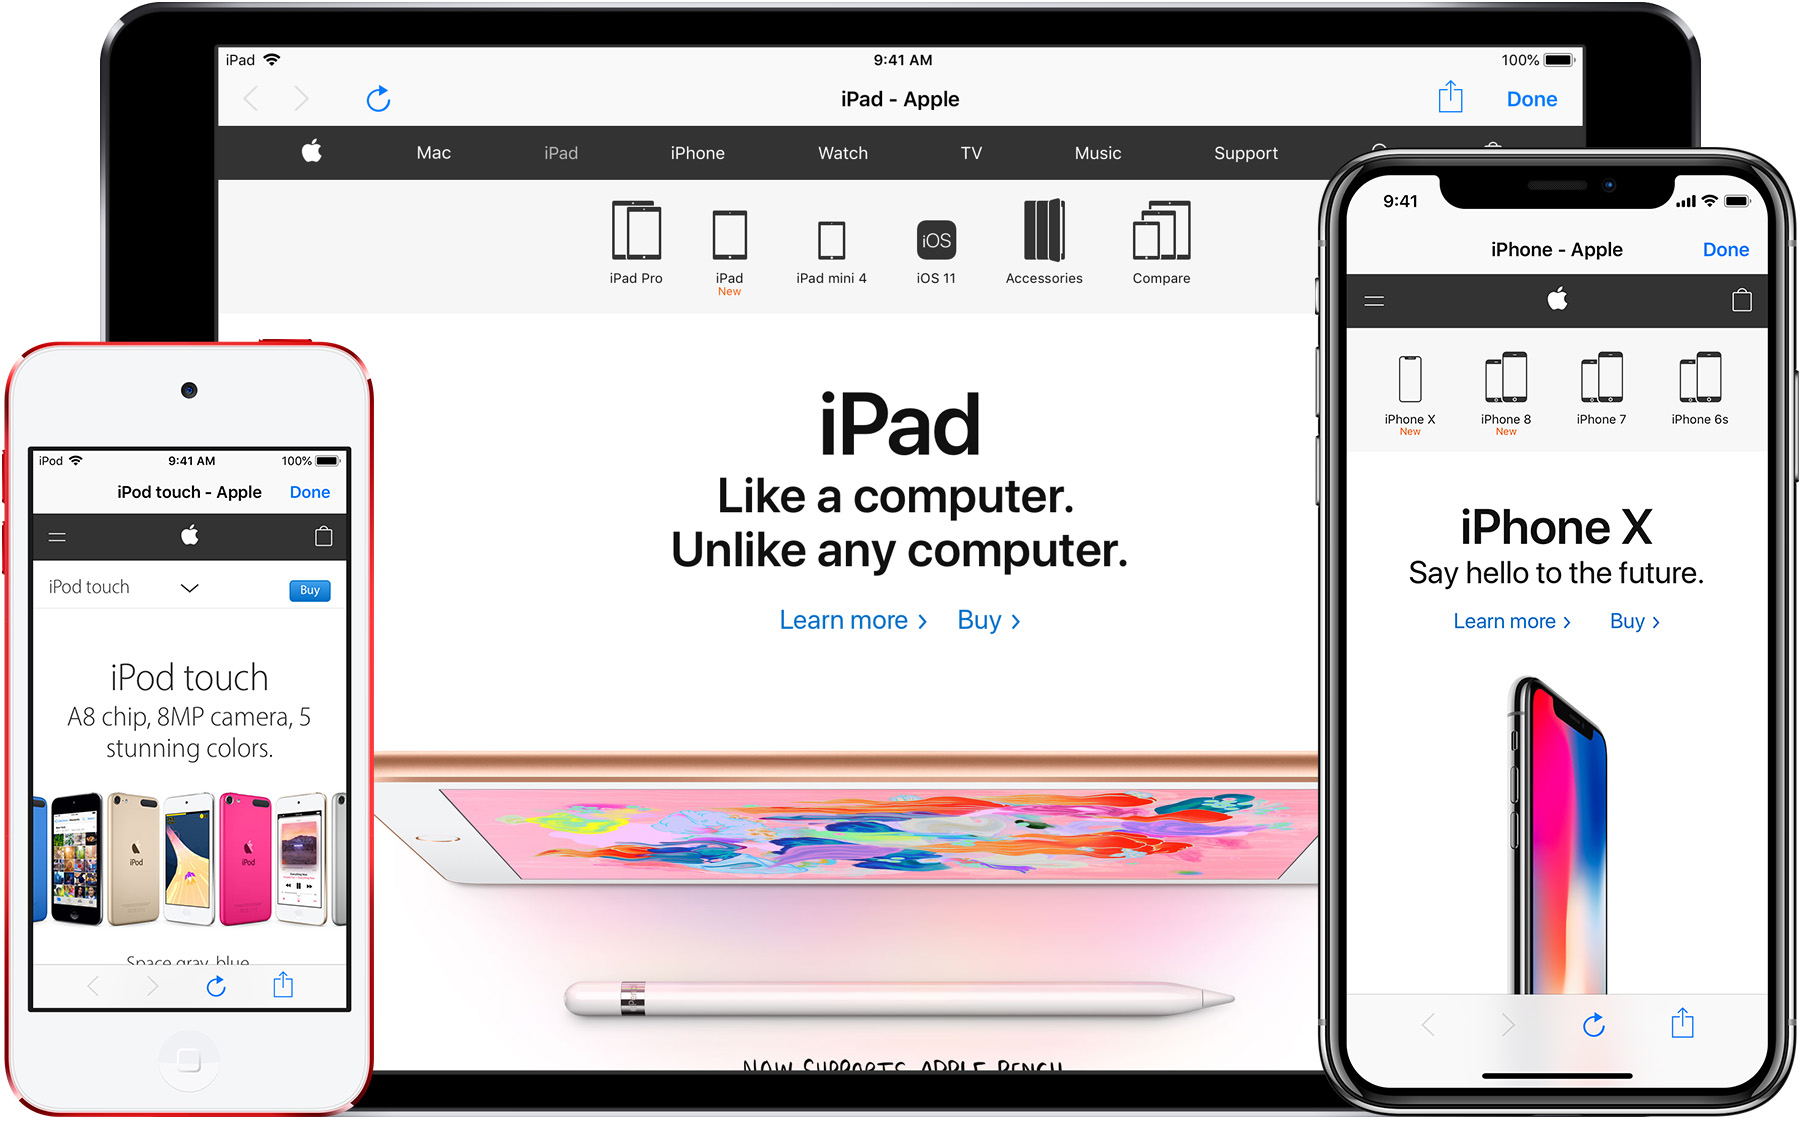 iPad
9:41 AM
100%
iPad - Apple
Done
Mac
iPad
iPhone
Watch
TV
Music
Support
iPad Pro
iPad
New
iPad mini 4
iOS
iOS 11
Accessories
Compare
iPad
Like a computer.
Unlike any computer.
Learn more >
Buy >
NOW SUPPORTS APPLE PENCIL
iPod
9:41 AM
100%
iPod touch - Apple
Done
iPod touch
Buy
iPod touch
A8 chip, 8MP camera, 5
stunning colors.
iPod
iPod
Space gray, blue,
9:41
iPhone - Apple
Done
iPhone X
New
iPhone 8
New
iPhone 7
iPhone 6s
iPhone X
Say hello to the future.
Learn more >
Buy >